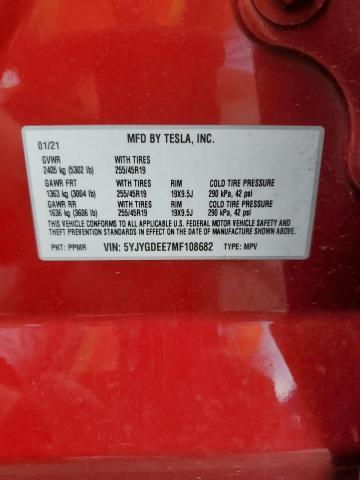 MFD BY TESLA, INC.
01/21
GVWR WITH TIRES
2405 kg (5302 lb) 255/45R19
GAWR FRT WITH TIRES RIM COLD TIRE PRESSURE
1363 kg (3004 lb) 255/45R19 19X9.5J 290 kPa, 42 psi
GAWR RR WITH TIRES RIM COLD TIRE PRESSURE
1636 kg (3606 lb) 255/45R19 19X9.5J 290 kPa, 42 psi
THIS VEHICLE CONFORMS TO ALL APPLICABLE U.S. FEDERAL MOTOR VEHICLE SAFETY AND
THEFT PREVENTION STANDARDS IN EFFECT ON THE DATE OF MANUFACTURE SHOWN ABOVE.
PNT: PPMR VIN: 5YJYGDEE7MF108682 TYPE: MPV